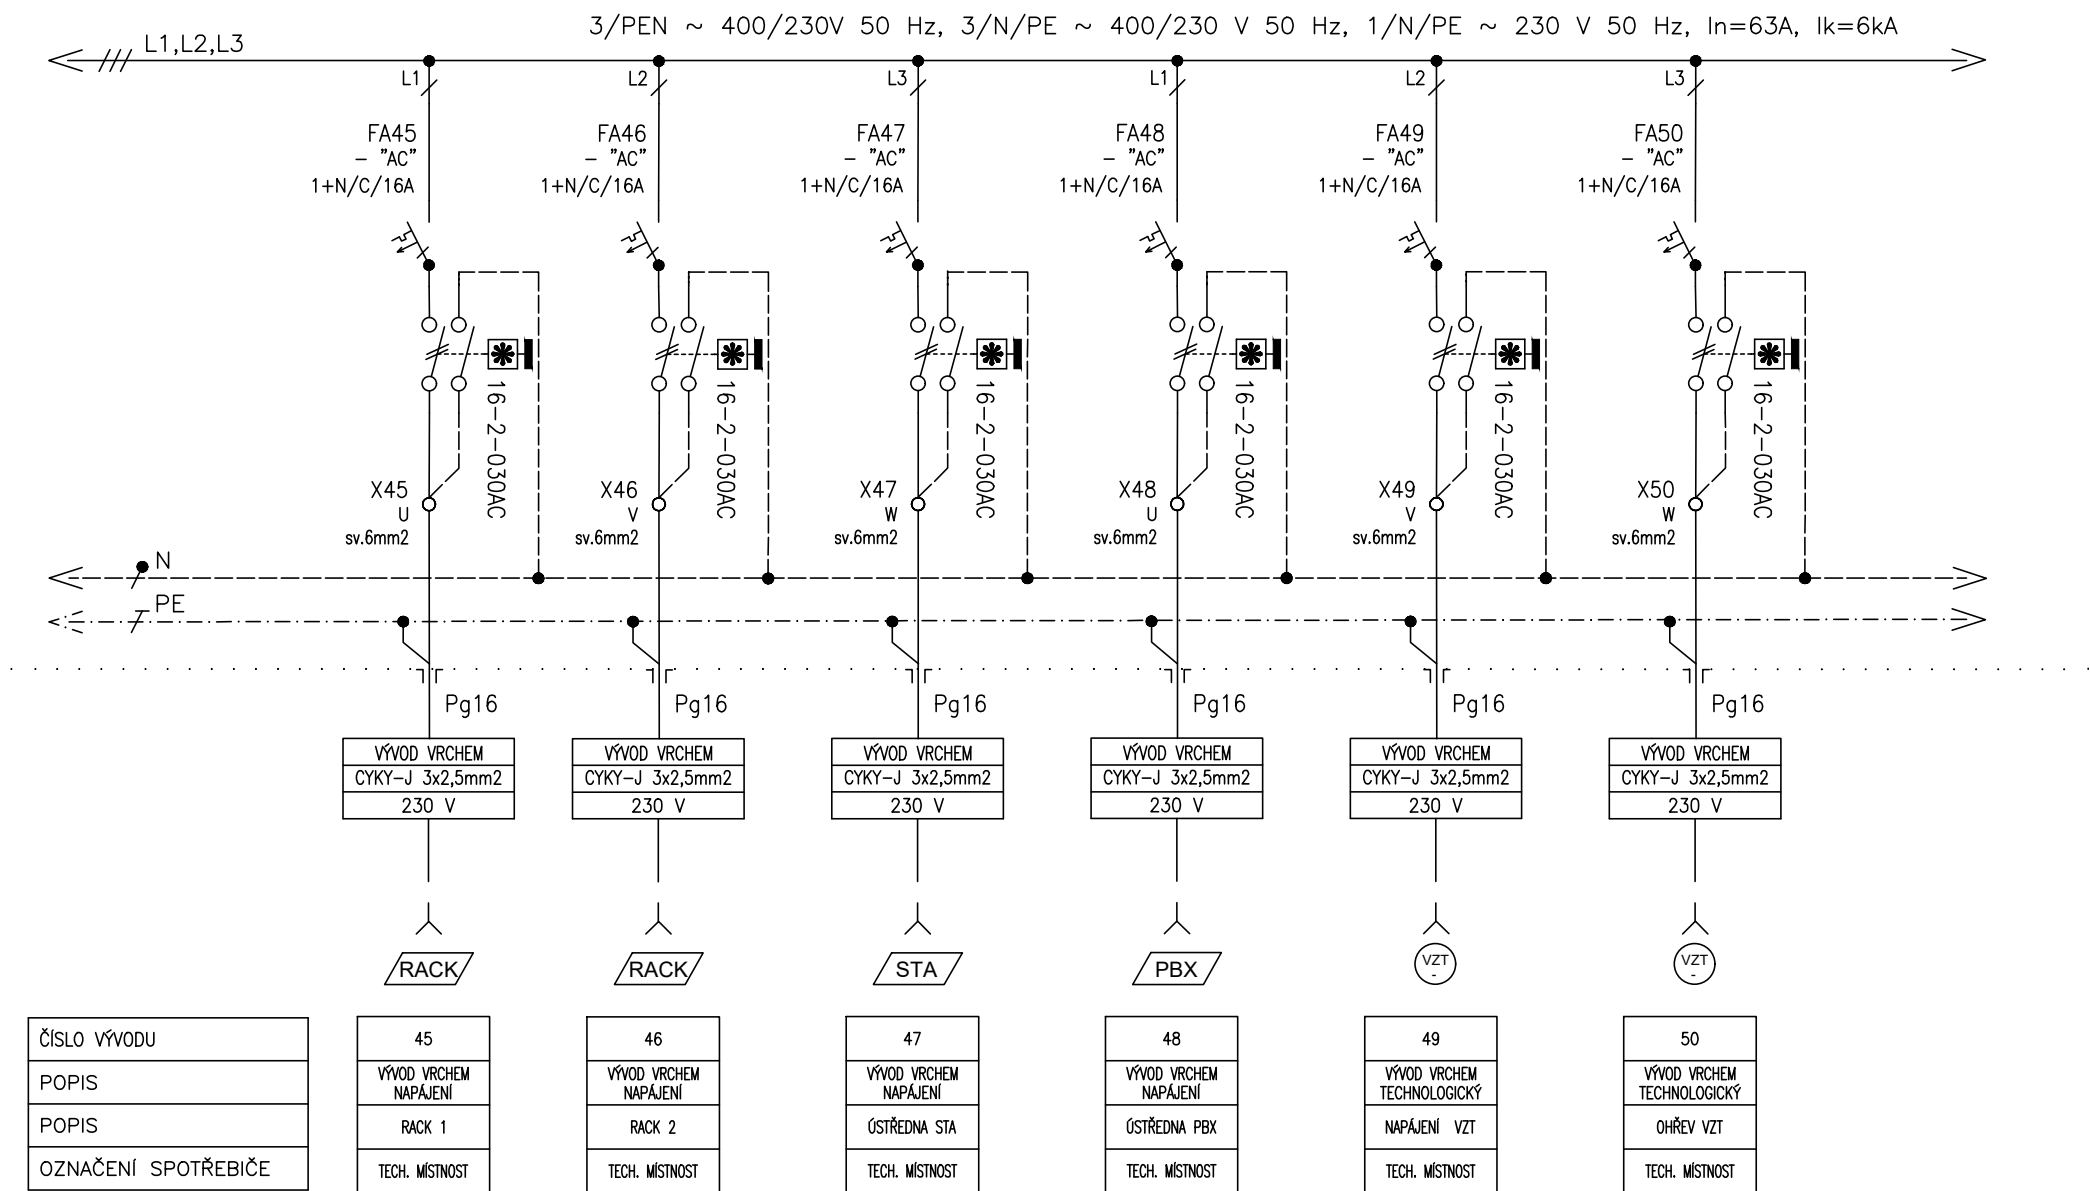 3/PEN ~ 400/230V 50 Hz, 3/N/PE ~ 400/230 V 50 Hz, 1/N/PE ~ 230 V 50 Hz, In=63A, Ik=6kA
L1,L2,L3
L1 L2 L3 L1 L2 L3
FA45 FA46 FA47 FA48 FA49 FA50
– "AC" – "AC" – "AC" – "AC" – "AC" – "AC"
1+N/C/16A 1+N/C/16A 1+N/C/16A 1+N/C/16A 1+N/C/16A 1+N/C/16A
16-2-030AC 16-2-030AC 16-2-030AC 16-2-030AC 16-2-030AC 16-2-030AC
X45 X46 X47 X48 X49 X50
U V W U V W
sv.6mm2 sv.6mm2 sv.6mm2 sv.6mm2 sv.6mm2 sv.6mm2
N
PE
Pg16 Pg16 Pg16 Pg16 Pg16 Pg16
VÝVOD VRCHEM VÝVOD VRCHEM VÝVOD VRCHEM VÝVOD VRCHEM VÝVOD VRCHEM VÝVOD VRCHEM
CYKY-J 3x2,5mm2 CYKY-J 3x2,5mm2 CYKY-J 3x2,5mm2 CYKY-J 3x2,5mm2 CYKY-J 3x2,5mm2 CYKY-J 3x2,5mm2
230 V 230 V 230 V 230 V 230 V 230 V
RACK RACK STA PBX VZT VZT
- -
ČÍSLO VÝVODU 45 46 47 48 49 50
POPIS VÝVOD VRCHEM VÝVOD VRCHEM VÝVOD VRCHEM VÝVOD VRCHEM VÝVOD VRCHEM VÝVOD VRCHEM
NAPÁJENÍ NAPÁJENÍ NAPÁJENÍ NAPÁJENÍ TECHNOLOGICKÝ TECHNOLOGICKÝ
POPIS RACK 1 RACK 2 ÚSTŘEDNA STA ÚSTŘEDNA PBX NAPÁJENÍ VZT OHŘEV VZT
OZNAČENÍ SPOTŘEBIČE TECH. MÍSTNOST TECH. MÍSTNOST TECH. MÍSTNOST TECH. MÍSTNOST TECH. MÍSTNOST TECH. MÍSTNOST